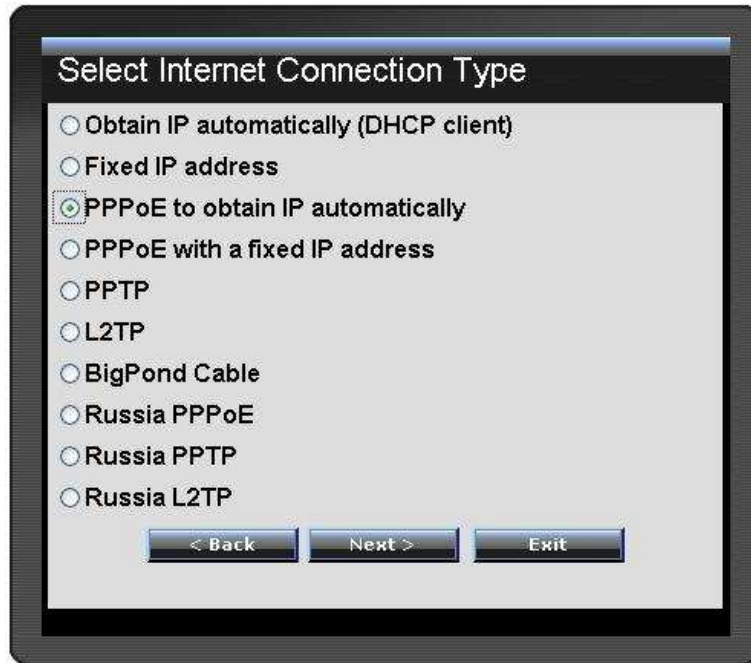 Select Internet Connection Type
Obtain IP automatically (DHCP client)
Fixed IP address
PPPoE to obtain IP automatically
PPPoE with a fixed IP address
PPTP
L2TP
BigPond Cable
Russia PPPoE
Russia PPTP
Russia L2TP
< Back Next > Exit